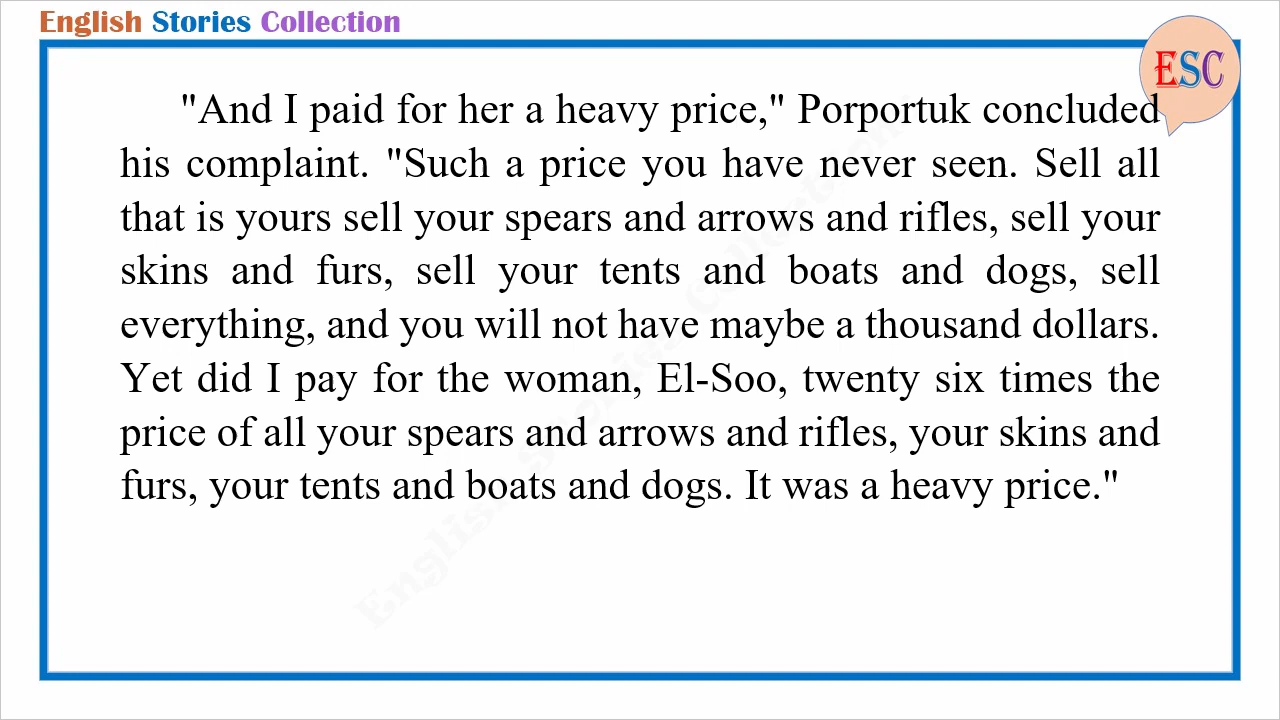 English Stories Collection
ESC
"And I paid for her a heavy price," Porportuk concluded
his complaint. "Such a price you have never seen. Sell all
that is yours sell your spears and arrows and rifles, sell your
skins and furs, sell your tents and boats and dogs, sell
everything, and you will not have maybe a thousand dollars.
Yet did I pay for the woman, El-Soo, twenty six times the
price of all your spears and arrows and rifles, your skins and
furs, your tents and boats and dogs. It was a heavy price."
English Stories Collection